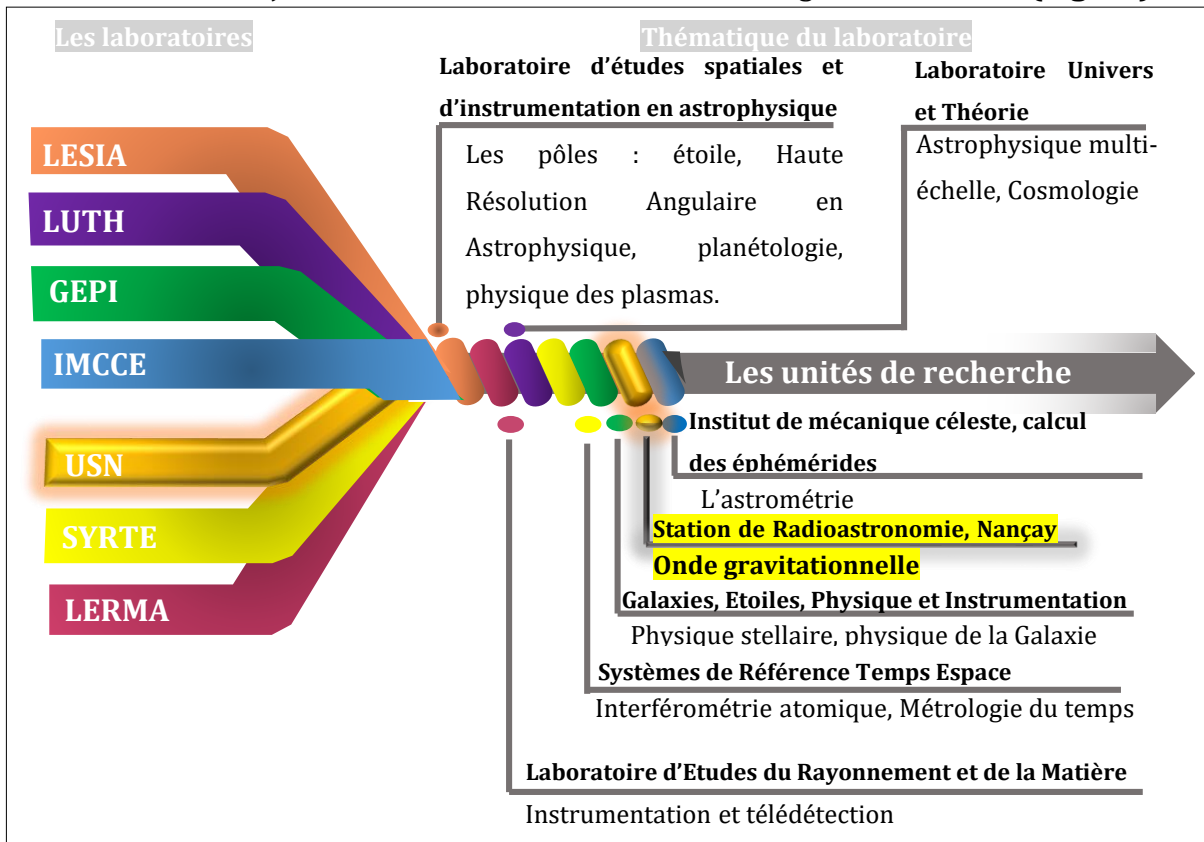 Les laboratoires
Thématique du laboratoire
Laboratoire d'études spatiales et
d'instrumentation en astrophysique
Les pôles : étoile, Haute
Résolution Angulaire en
Astrophysique, planétologie,
physique des plasmas.
Laboratoire Univers
et Théorie
Astrophysique multi-
échelle, Cosmologie
LESIA
LUTH
GEPI
IMCCE
USN
SYRTE
LERMA
Les unités de recherche
Institut de mécanique céleste, calcul
des éphémérides
L'astrométrie
Station de Radioastronomie, Nançay
Onde gravitationnelle
Galaxies, Etoiles, Physique et Instrumentation
Physique stellaire, physique de la Galaxie
Systèmes de Référence Temps Espace
Interférométrie atomique, Métrologie du temps
Laboratoire d'Etudes du Rayonnement et de la Matière
Instrumentation et télédétection